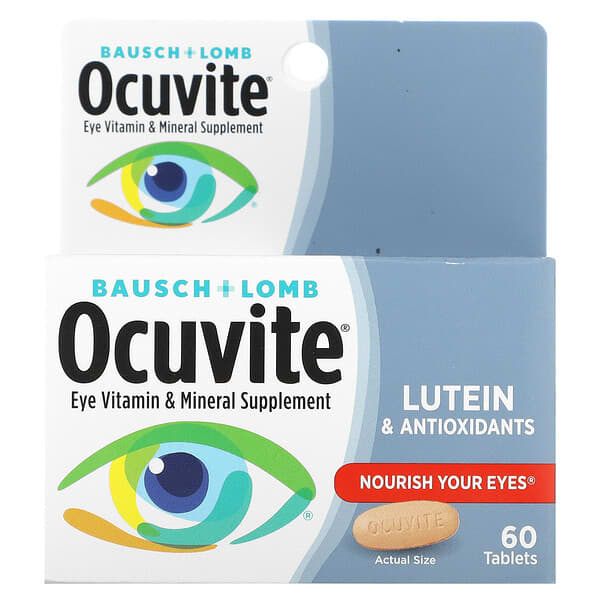 BAUSCH + LOMB
Ocuvite®
Eye Vitamin & Mineral Supplement
®
BAUSCH + LOMB
Ocuvite®
Eye Vitamin & Mineral Supplement
®
LUTEIN
& ANTIOXIDANTS
NOURISH YOUR EYES®
OCUVITE
Actual Size
60
Tablets